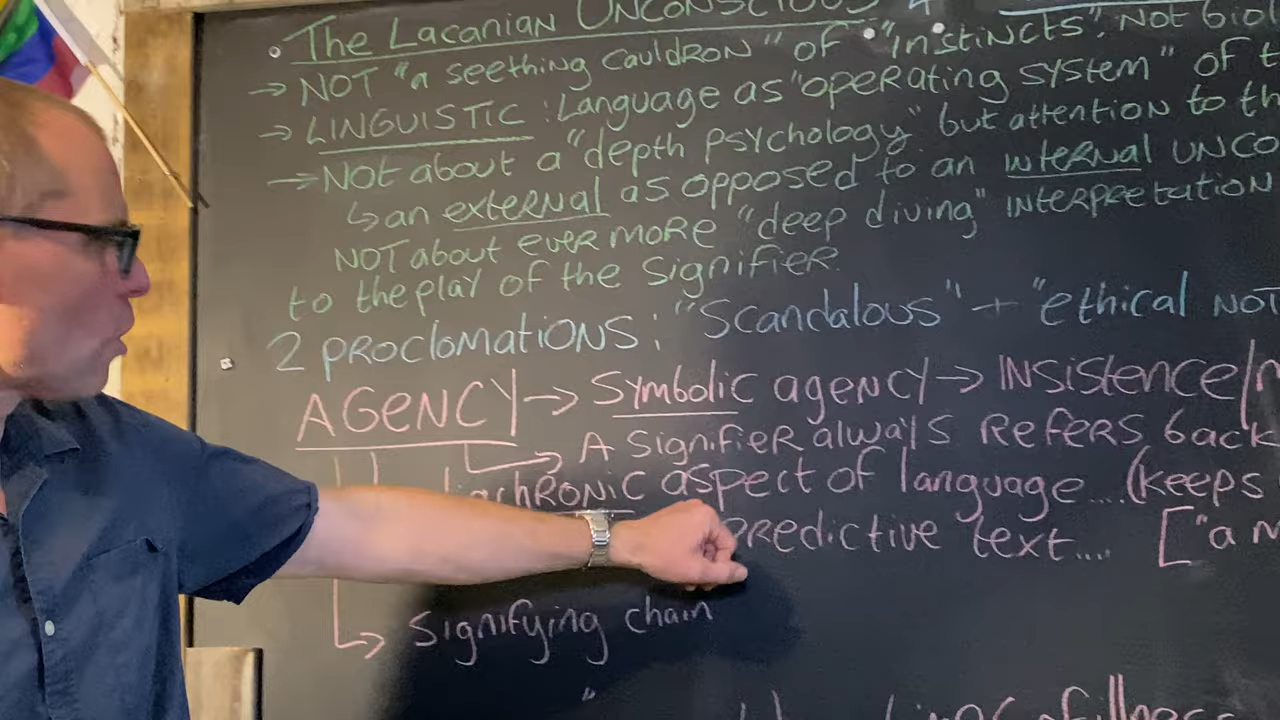 • The Lacanian UNCONSCIOUS
→ NOT "a seething cauldron" of "instincts", NOT biol
→ LINGUISTIC: Language as "operating system" of t
→ NOT about a "depth psychology" but attention to th
↳ an external as opposed to an internal UNCO
NOT about ever more "deep diving" interpretation
to the play of the signifier.
2 proclomations: "Scandalous" + "ethical NOT
AGENCY → Symbolic agency → INSistence/
→ A signifier always refers back
chronic aspect of language....(keeps
predictive text.... ["a
↳ Signifying chain
of illness